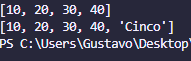 [10, 20, 30, 40]
[10, 20, 30, 40, 'Cinco']
PS C:\Users\Gustavo\Desktop\